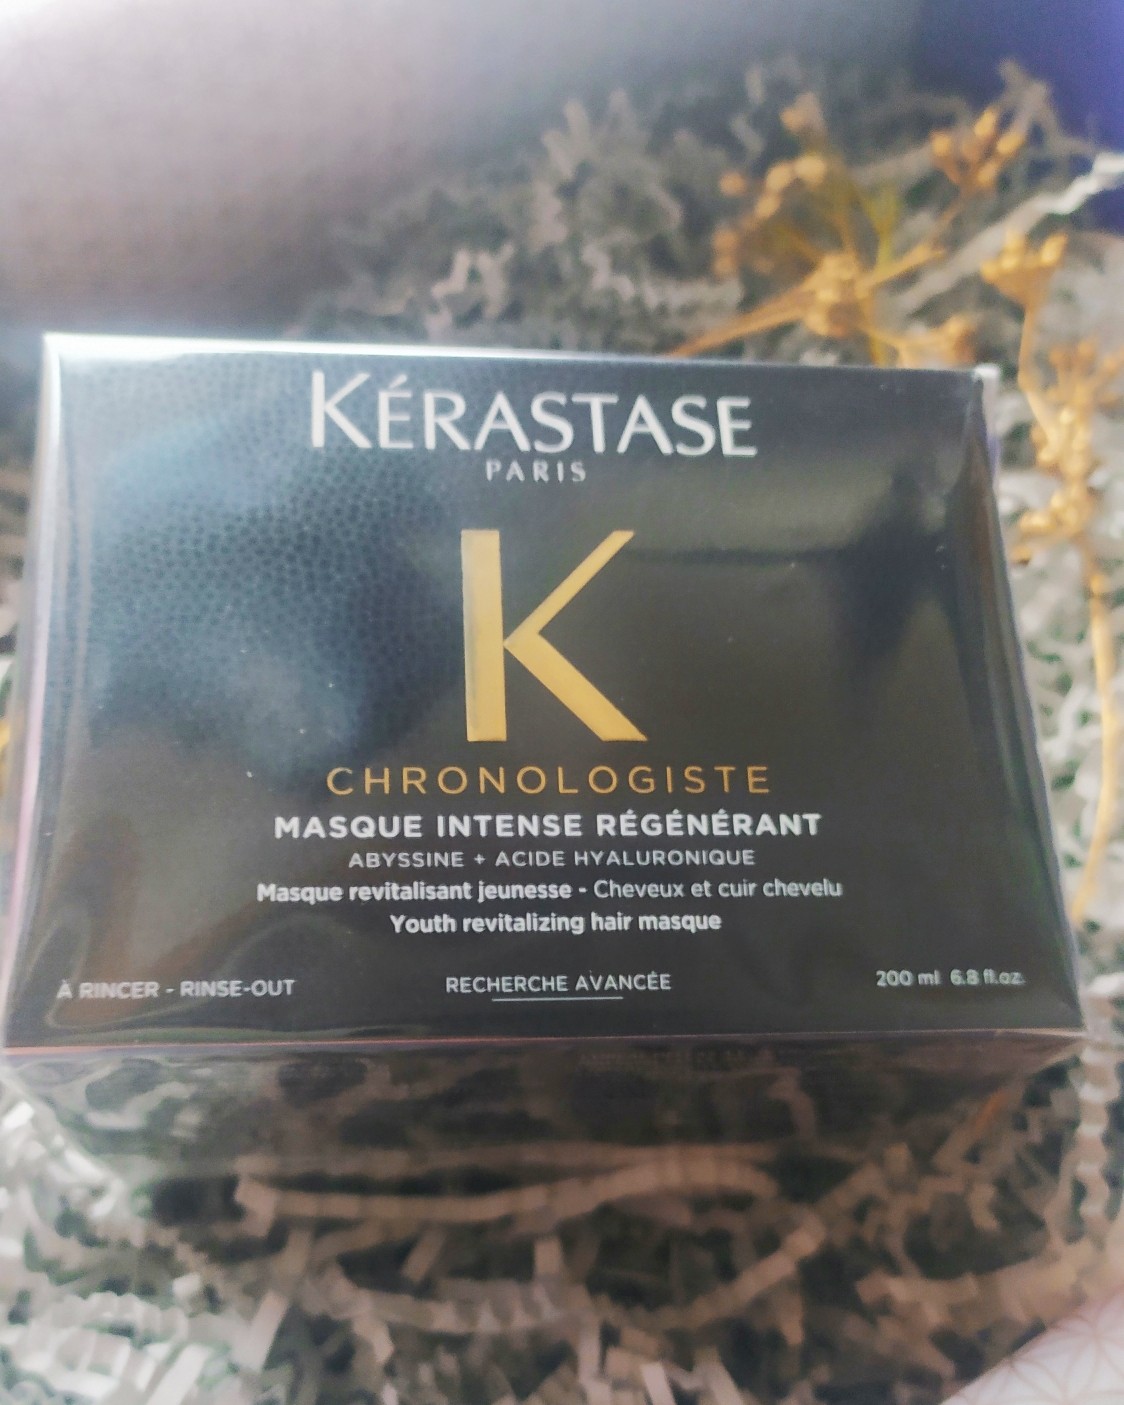 KÉRASTASE
PARIS
K
CHRONOLOGISTE
MASQUE INTENSE RÉGÉNÉRANT
ABYSSINE + ACIDE HYALURONIQUE
Masque revitalisant jeunesse - Cheveux et cuir chevelu
Youth revitalizing hair masque
À RINCER - RINSE-OUT RECHERCHE AVANCÉE 200 ml 6.8 fl.oz.